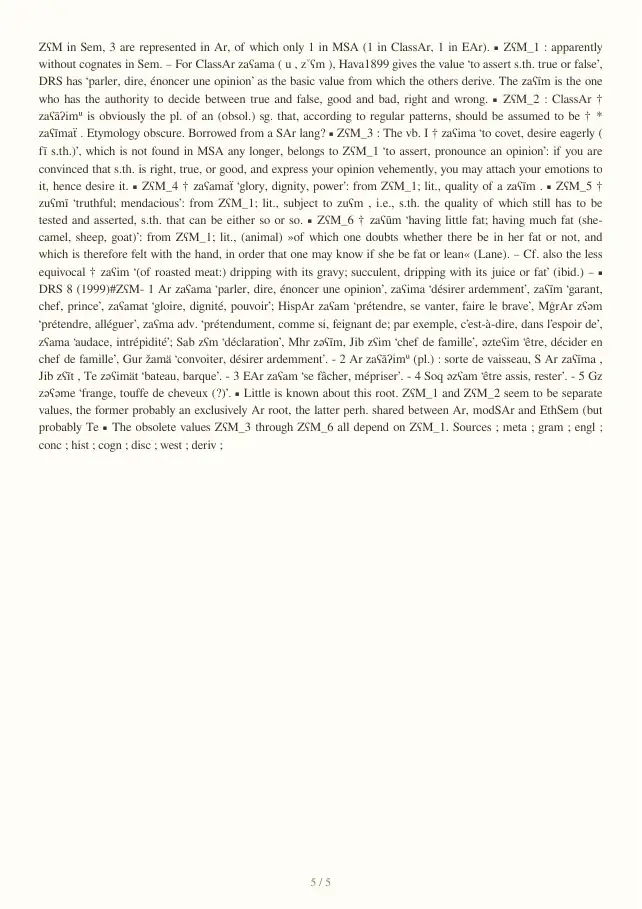 ZʕM in Sem, 3 are represented in Ar, of which only 1 in MSA (1 in ClassAr, 1 in EAr). ▪ ZʕM_1 : apparently
without cognates in Sem. – For ClassAr zaʕama ( u , zᵘʕm ), Hava1899 gives the value ‘to assert s.th. true or false’,
DRS has ‘parler, dire, énoncer une opinion’ as the basic value from which the others derive. The zaʕīm is the one
who has the authority to decide between true and false, good and bad, right and wrong. ▪ ZʕM_2 : ClassAr †
zaʕāʔimᵘ is obviously the pl. of an (obsol.) sg. that, according to regular patterns, should be assumed to be † *
zaʕīmaẗ . Etymology obscure. Borrowed from a SAr lang? ▪ ZʕM_3 : The vb. I † zaʕima ‘to covet, desire eagerly (
fī s.th.)’, which is not found in MSA any longer, belongs to ZʕM_1 ‘to assert, pronounce an opinion’: if you are
convinced that s.th. is right, true, or good, and express your opinion vehemently, you may attach your emotions to
it, hence desire it. ▪ ZʕM_4 † zaʕamaẗ ‘glory, dignity, power’: from ZʕM_1; lit., quality of a zaʕīm . ▪ ZʕM_5 †
zuʕmī ‘truthful; mendacious’: from ZʕM_1; lit., subject to zuʕm , i.e., s.th. the quality of which still has to be
tested and asserted, s.th. that can be either so or so. ▪ ZʕM_6 † zaʕūm ‘having little fat; having much fat (she-
camel, sheep, goat)’: from ZʕM_1; lit., (animal) »of which one doubts whether there be in her fat or not, and
which is therefore felt with the hand, in order that one may know if she be fat or lean« (Lane). – Cf. also the less
equivocal † zaʕim ‘(of roasted meat:) dripping with its gravy; succulent, dripping with its juice or fat’ (ibid.) – ▪
DRS 8 (1999)#ZʕM- 1 Ar zaʕama ‘parler, dire, énoncer une opinion’, zaʕima ‘désirer ardemment’, zaʕīm ‘garant,
chef, prince’, zaʕamat ‘gloire, dignité, pouvoir’; HispAr zaʕam ‘prétendre, se vanter, faire le brave’, MġrAr zʕəm
‘prétendre, alléguer’, zaʕma adv. ‘prétendument, comme si, feignant de; par exemple, c’est-à-dire, dans l’espoir de’,
zʕama ‘audace, intrépidité’; Sab zʕm ‘déclaration’, Mhr zəʕīm, Jib zʕim ‘chef de famille’, əzteʕim ‘être, décider en
chef de famille’, Gur žamä ‘convoiter, désirer ardemment’. - 2 Ar zaʕāʔimᵘ (pl.) : sorte de vaisseau, S Ar zaʕīma ,
Jib zʕīt , Te zəʕimät ‘bateau, barque’. - 3 EAr zaʕam ‘se fâcher, mépriser’. - 4 Soq əzʕam ‘être assis, rester’. - 5 Gz
zəʕəme ‘frange, touffe de cheveux (?)’. ▪ Little is known about this root. ZʕM_1 and ZʕM_2 seem to be separate
values, the former probably an exclusively Ar root, the latter perh. shared between Ar, modSAr and EthSem (but
probably Te ▪ The obsolete values ZʕM_3 through ZʕM_6 all depend on ZʕM_1. Sources ; meta ; gram ; engl ;
conc ; hist ; cogn ; disc ; west ; deriv ;
5 / 5